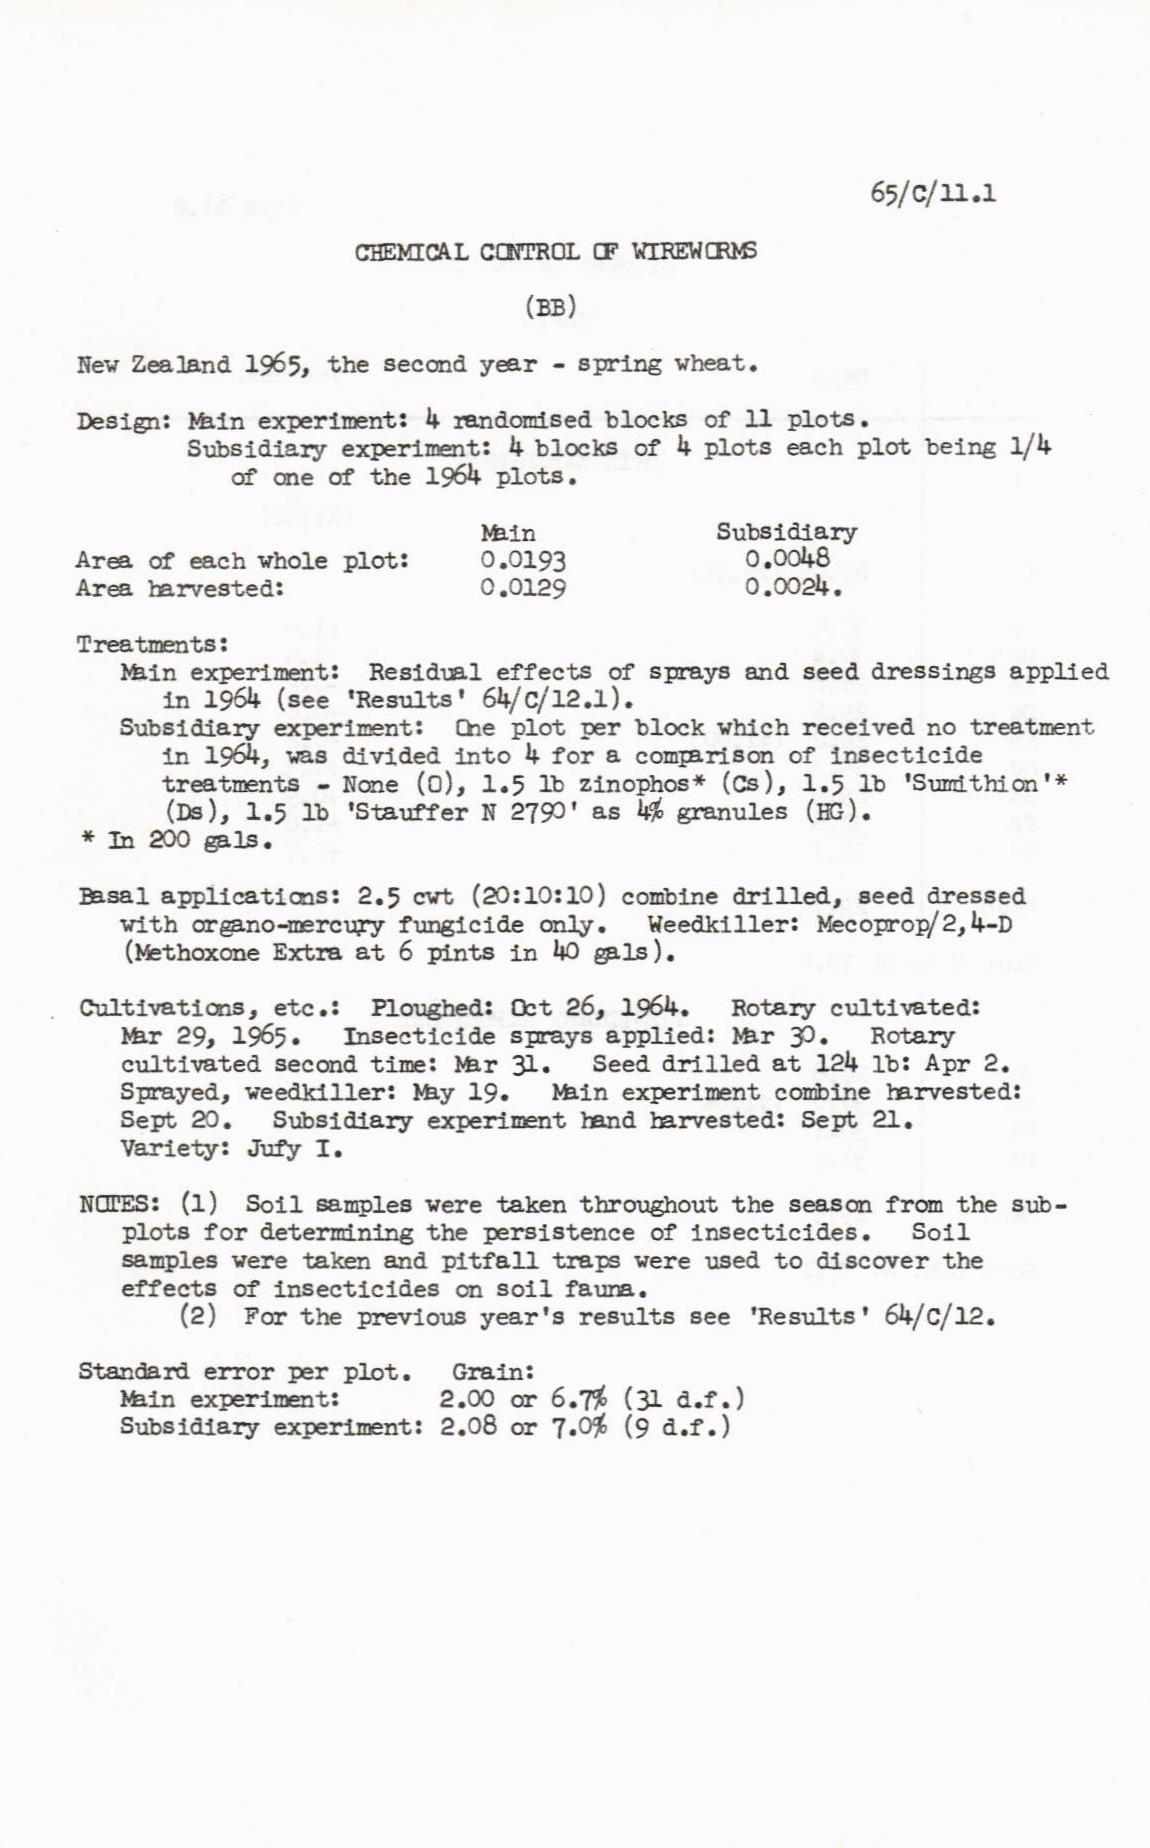 65/C/11.1
CHEMICAL CONTROL OF WIREWORMS
(BB)
New Zealand 1965, the second year - spring wheat.
Design: Main experiment: 4 randomised blocks of 11 plots.
Subsidiary experiment: 4 blocks of 4 plots each plot being 1/4
of one of the 1964 plots.
Main Subsidiary
Area of each whole plot: 0.0193 0.0048
Area harvested: 0.0129 0.0024.
Treatments:
Main experiment: Residual effects of sprays and seed dressings applied
in 1964 (see 'Results' 64/C/12.1).
Subsidiary experiment: One plot per block which received no treatment
in 1964, was divided into 4 for a comparison of insecticide
treatments - None (O), 1.5 lb zinophos* (Cs), 1.5 lb 'Sumithion'*
(Ds), 1.5 lb 'Stauffer N 2790' as 4% granules (HG).
* In 200 gals.
Basal applications: 2.5 cwt (20:10:10) combine drilled, seed dressed
with organo-mercury fungicide only. Weedkiller: Mecoprop/2,4-D
(Methoxone Extra at 6 pints in 40 gals).
Cultivations, etc.: Ploughed: Oct 26, 1964. Rotary cultivated:
Mar 29, 1965. Insecticide sprays applied: Mar 30. Rotary
cultivated second time: Mar 31. Seed drilled at 124 lb: Apr 2.
Sprayed, weedkiller: May 19. Main experiment combine harvested:
Sept 20. Subsidiary experiment hand harvested: Sept 21.
Variety: Jufy I.
NOTES: (1) Soil samples were taken throughout the season from the sub-
plots for determining the persistence of insecticides. Soil
samples were taken and pitfall traps were used to discover the
effects of insecticides on soil fauna.
(2) For the previous year's results see 'Results' 64/C/12.
Standard error per plot. Grain:
Main experiment: 2.00 or 6.7% (31 d.f.)
Subsidiary experiment: 2.08 or 7.0% (9 d.f.)